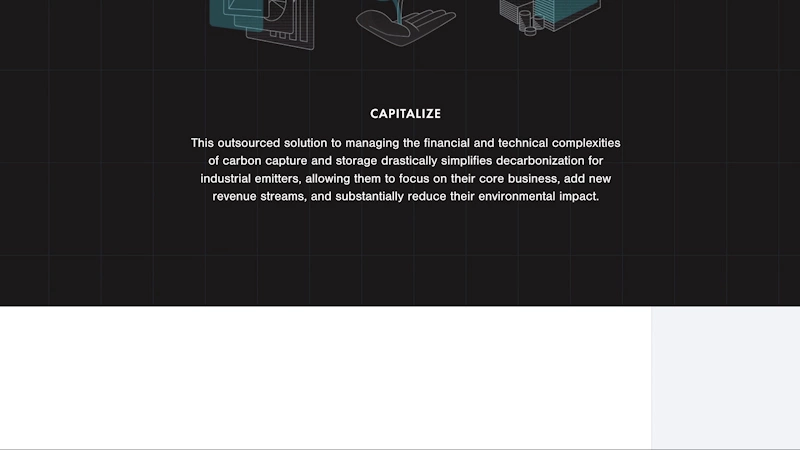 CAPITALIZE
This outsourced solution to managing the financial and technical complexities
of carbon capture and storage drastically simplifies decarbonization for
industrial emitters, allowing them to focus on their core business, add new
revenue streams, and substantially reduce their environmental impact.